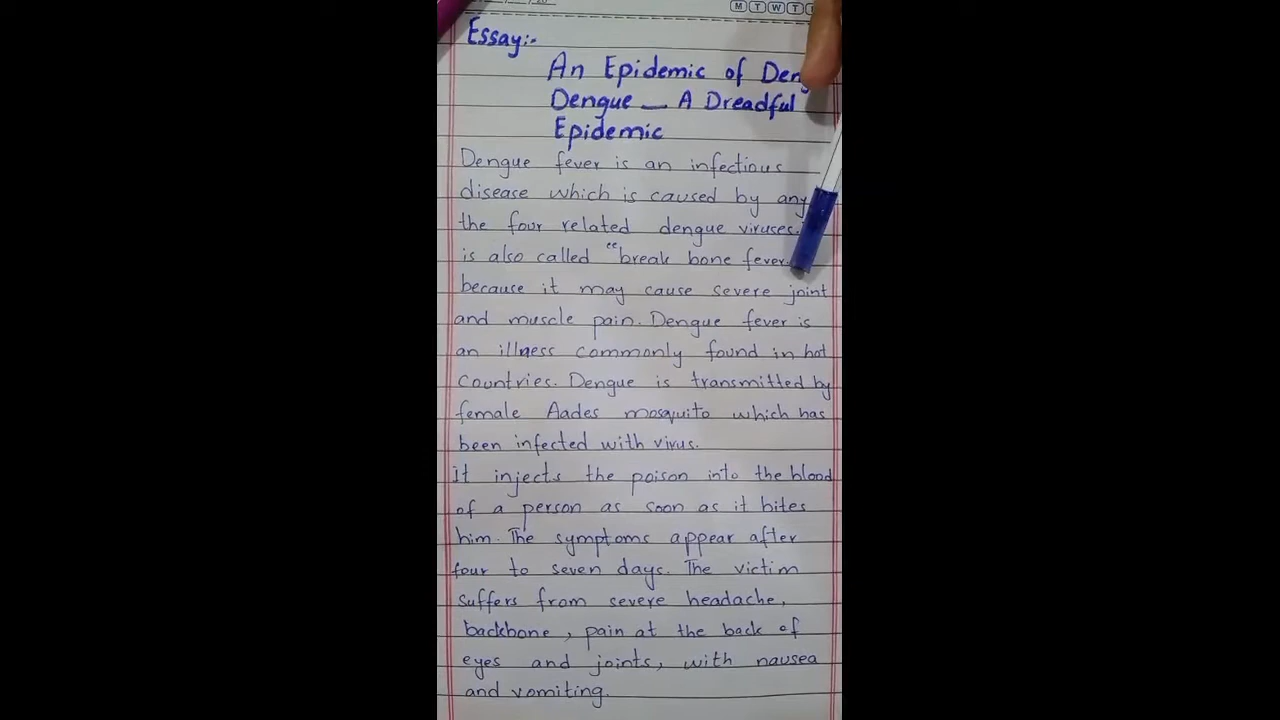 M T W T
Essay:-
An Epidemic of Deng
Dengue — A Dreadful
Epidemic
Dengue fever is an infectious
disease which is caused by any
the four related dengue viruses.
is also called "break bone fever.
because it may cause severe joint
and muscle pain. Dengue fever is
an illness commonly found in hot
Countries. Dengue is transmitted by
female Aades mosquito which has
been infected with virus.
It injects the poison into the blood
of a person as soon as it bites
him. The symptoms appear after
four to seven days. The victim
suffers from severe headache,
backbone, pain at the back of
eyes and joints, with nausea
and vomiting.